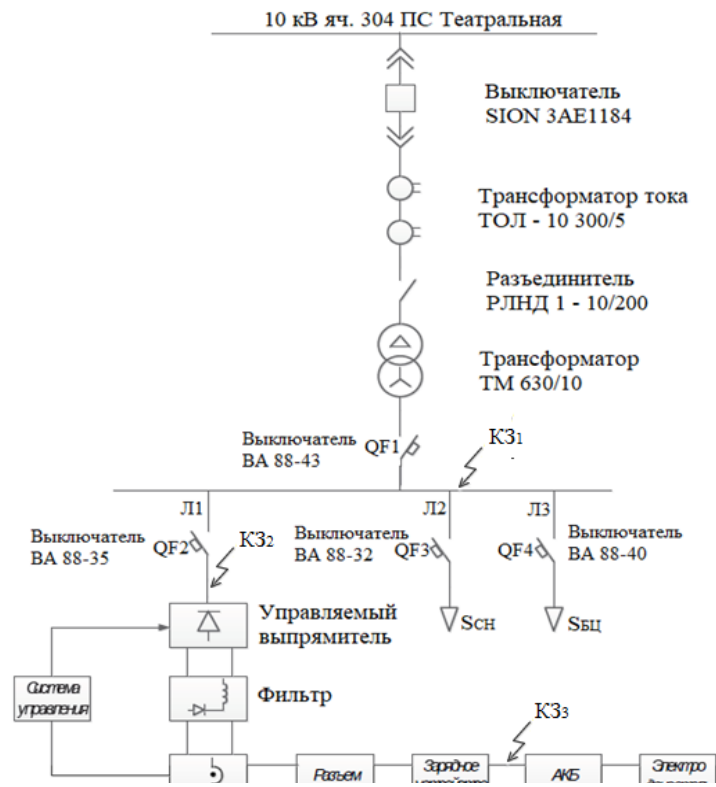 10 кВ яч. 304 ПС Театральная
Выключатель
SION 3AE1184
Трансформатор тока
ТОЛ - 10 300/5
Разъединитель
РЛНД 1 - 10/200
Трансформатор
ТМ 630/10
Выключатель
ВА 88-43
QF1
КЗ1
Л1
Л2
Л3
Выключатель
ВА 88-35
QF2
КЗ2
Выключатель
ВА 88-32
QF3
QF4
Выключатель
ВА 88-40
Управляемый
выпрямитель
Sсн
Sбц
Система
управления
Фильтр
КЗ3
Разъем
Зарядное
АКБ
Электро